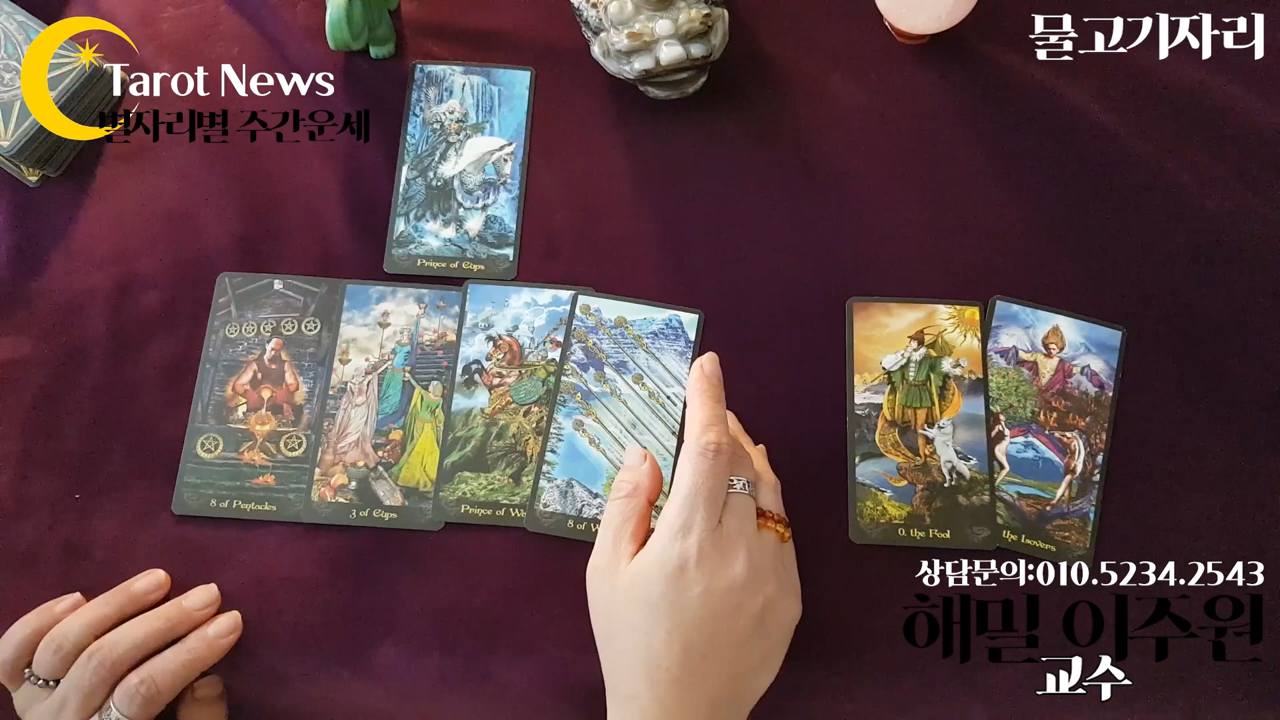 Tarot News
별자리별 주간운세
물고기자리
Prince of Cups
8 of Pentacles
3 of Cups
Prince of Wa
8 of W
0. the Fool
the Lovers
상담문의:010.5234.2543
해밀 이주원
교수